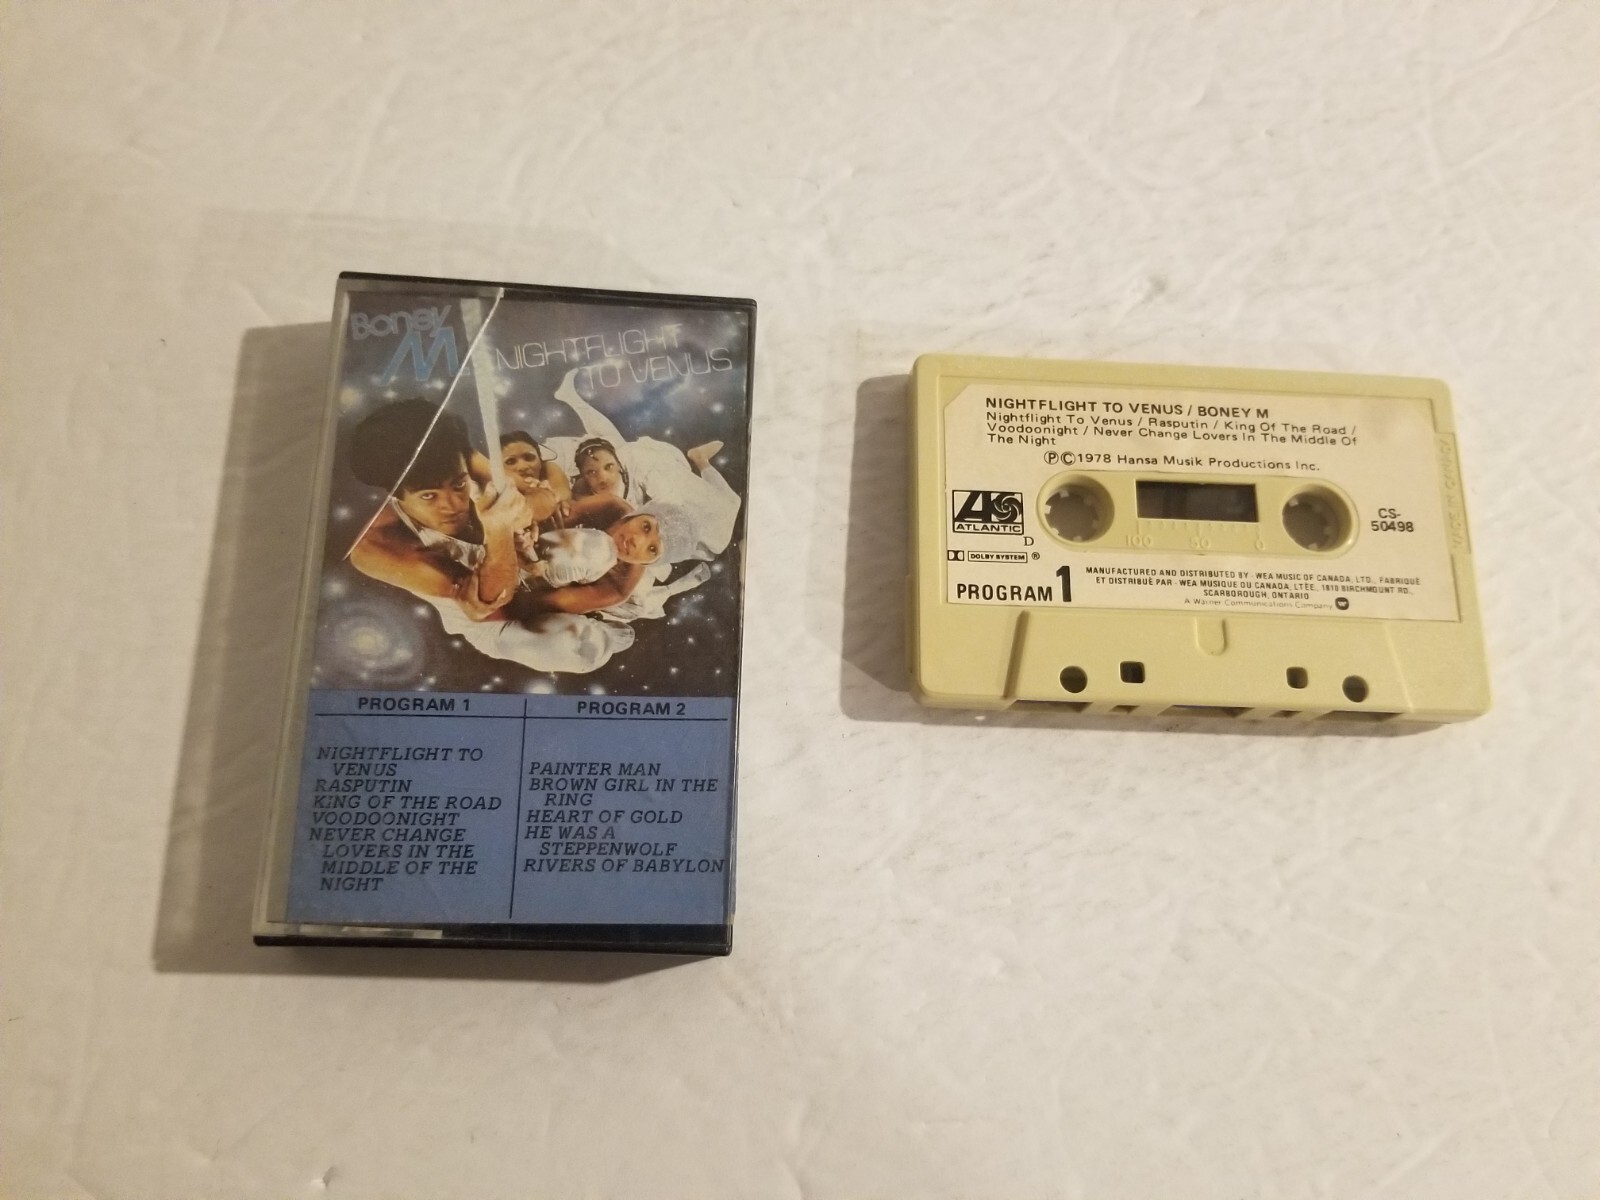 Boney
M.
NIGHTFLIGHT
TO VENUS
PROGRAM 1
NIGHTFLIGHT TO
VENUS
RASPUTIN
KING OF THE ROAD
VOODOONIGHT
NEVER CHANGE
LOVERS IN THE
MIDDLE OF THE
NIGHT
PROGRAM 2
PAINTER MAN
BROWN GIRL IN THE
RING
HEART OF GOLD
HE WAS A
STEPPENWOLF
RIVERS OF BABYLON
NIGHTFLIGHT TO VENUS / BONEY M
Nightflight To Venus / Rasputin / King Of The Road /
Voodoonight / Never Change Lovers In The Middle Of
The Night
ⓅⒸ1978 Hansa Musik Productions Inc.
ATLANTIC
D
DOLBY SYSTEM ®
100 50 0
CS-
50498
PROGRAM 1
MANUFACTURED AND DISTRIBUTED BY - WEA MUSIC OF CANADA, LTD., FABRIQUÉ
ET DISTRIBUÉ PAR - WEA MUSIQUE DU CANADA, LTÉE., 1810 BIRCHMOUNT RD.,
SCARBOROUGH, ONTARIO
A Warner Communications Company
MADE IN CANADA